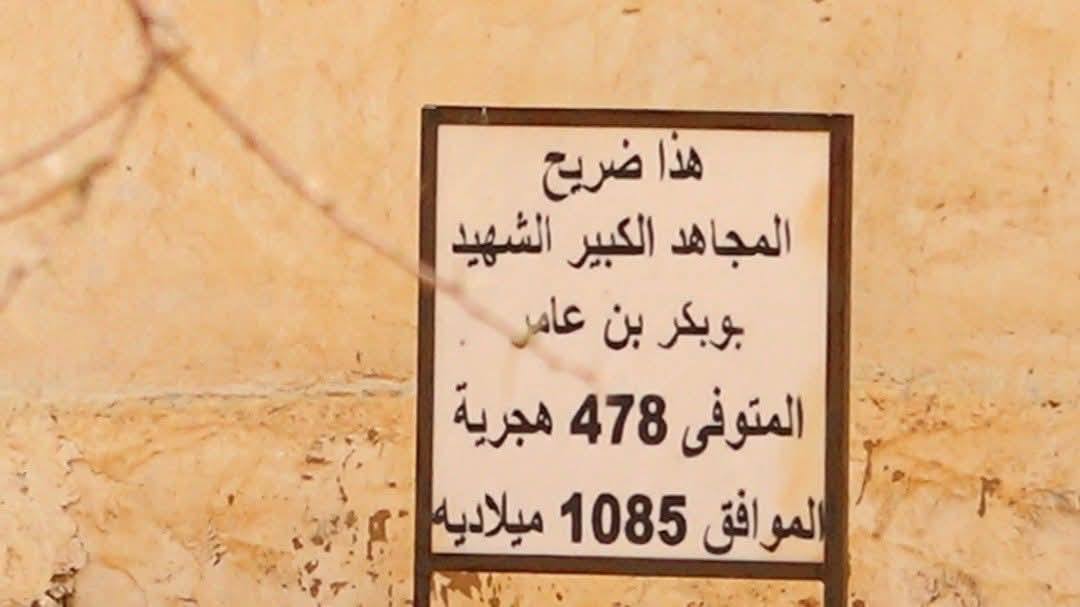 هذا ضريح
المجاهد الكبير الشهيد
بوبكر بن عامر
المتوفى 478 هجرية
الموافق 1085 ميلاديه